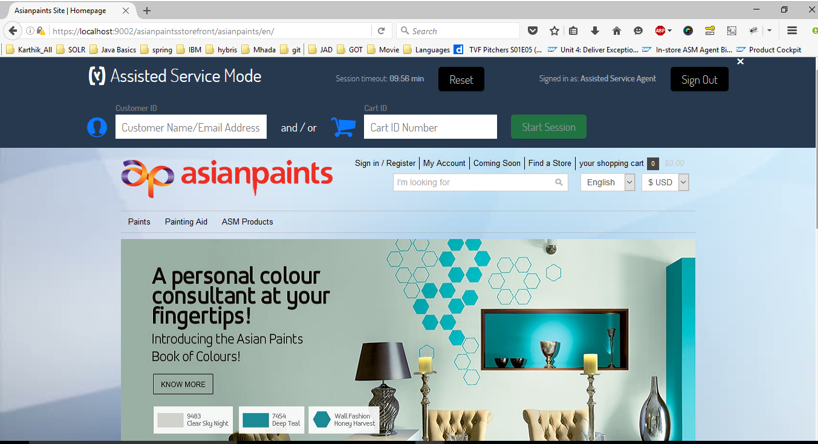 Asianpaints Site | Homepage
https://localhost:9002/asianpaintsstorefront/asianpaints/en/
Search
Karthik_All SOLR Java Basics spring IBM hybris Mhada git JAD GOT Movie Languages TVF Pitchers S01E05 (... Unit 4: Deliver Exceptio... In-store ASM Agent Bi... Product Cockpit
Assisted Service Mode
Session timeout: 09:56 min
Reset
Signed in as: Assisted Service Agent
Sign Out
Customer ID
Cart ID
Customer Name/Email Address
and / or
Cart ID Number
Start Session
asianpaints
Sign in / Register My Account Coming Soon Find a Store your shopping cart 0 $0.00
I'm looking for
English
$ USD
Paints Painting Aid ASM Products
A personal colour
consultant at your
fingertips!
Introducing the Asian Paints
Book of Colours!
KNOW MORE
9483
Clear Sky Night
7454
Deep Teal
Wall Fashion
Honey Harvest